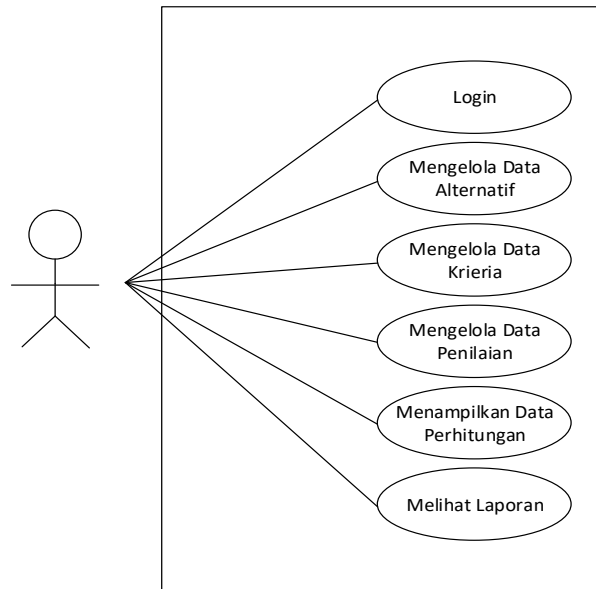 Login
Mengelola Data
Alternatif
Mengelola Data
Krieria
Mengelola Data
Penilaian
Menampilkan Data
Perhitungan
Melihat Laporan